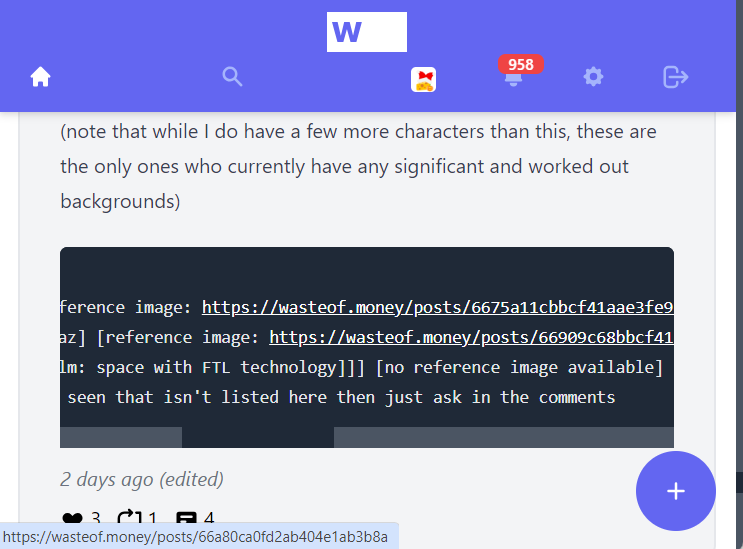 w
958
(note that while I do have a few more characters than this, these are
the only ones who currently have any significant and worked out
backgrounds)
ference image: https://wasteof.money/posts/6675a11cbbcf41aae3fe9
az] [reference image: https://wasteof.money/posts/66909c68bbcf41
lm: space with FTL technology]]] [no reference image available]
seen that isn't listed here then just ask in the comments
2 days ago (edited)
3 1 4
https://wasteof.money/posts/66a80ca0fd2ab404e1ab3b8a